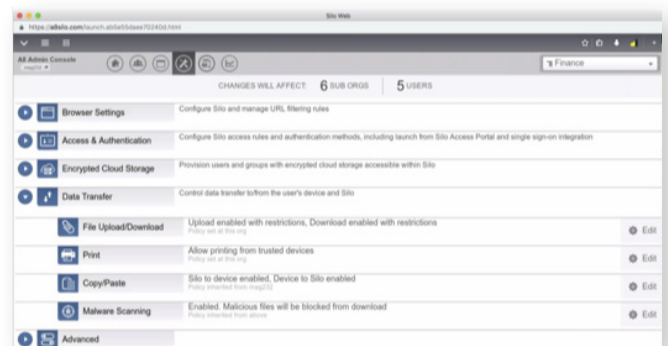 Silo Web
All Admin Console
Finance
CHANGES WILL AFFECT: 6 SUB ORGS 5 USERS
Browser Settings Configure Silo and manage URL filtering rules
Access & Authentication Configure Silo access rules and authentication methods, including launch from Silo Access Portal and single sign-on integration
Encrypted Cloud Storage Provision users and groups with encrypted cloud storage accessible within Silo
Data Transfer Control data transfer to/from the user's device and Silo
File Upload/Download Upload enabled with restrictions, Download enabled with restrictions
Policy set at this org
Edit
Print Allow printing from trusted devices
Policy set at this org
Edit
Copy/Paste Silo to device enabled, Device to Silo enabled
Policy inherited from mag232
Edit
Malware Scanning Enabled. Malicious files will be blocked from download
Policy inherited from above
Edit
Advanced